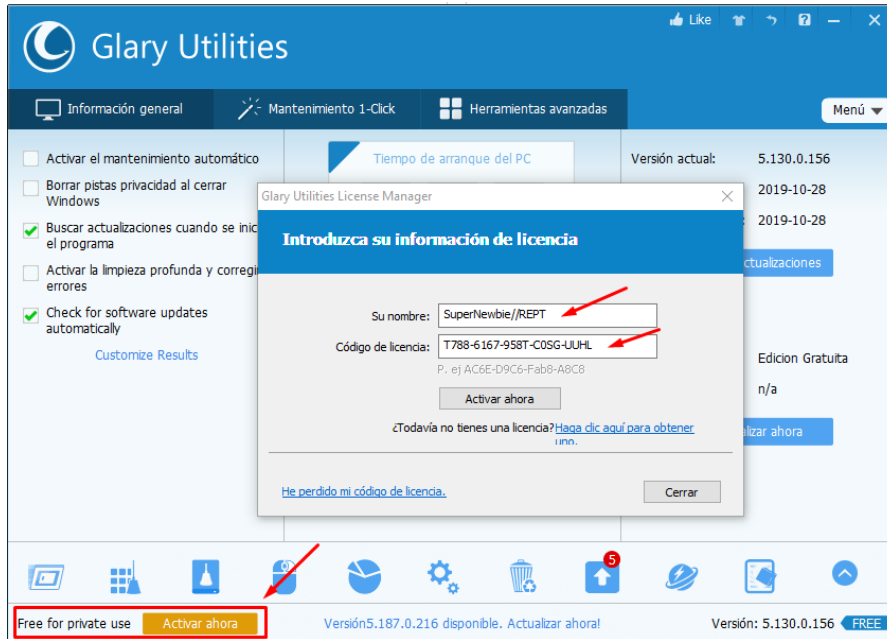 Like
Glary Utilities
Información general
Mantenimiento 1-Click
Herramientas avanzadas
Menú
Activar el mantenimiento automático
Borrar pistas privacidad al cerrar
Windows
Buscar actualizaciones cuando se inic
el programa
Activar la limpieza profunda y corregi
errores
Check for software updates
automatically
Customize Results
Tiempo de arranque del PC
Versión actual: 5.130.0.156
2019-10-28
: 2019-10-28
ctualizaciones
Edicion Gratuita
n/a
lizar ahora
Glary Utilities License Manager
Introduzca su información de licencia
Su nombre: SuperNewbie//REPT
Código de licencia: T788-6167-958T-C0SG-UUHL
P. ej AC6E-D9C6-Fab8-A8C8
Activar ahora
¿Todavía no tienes una licencia?Haga clic aquí para obtener
uno.
He perdido mi código de licencia.
Cerrar
5
Free for private use
Activar ahora
Versión5.187.0.216 disponible. Actualizar ahora!
Versión: 5.130.0.156
FREE